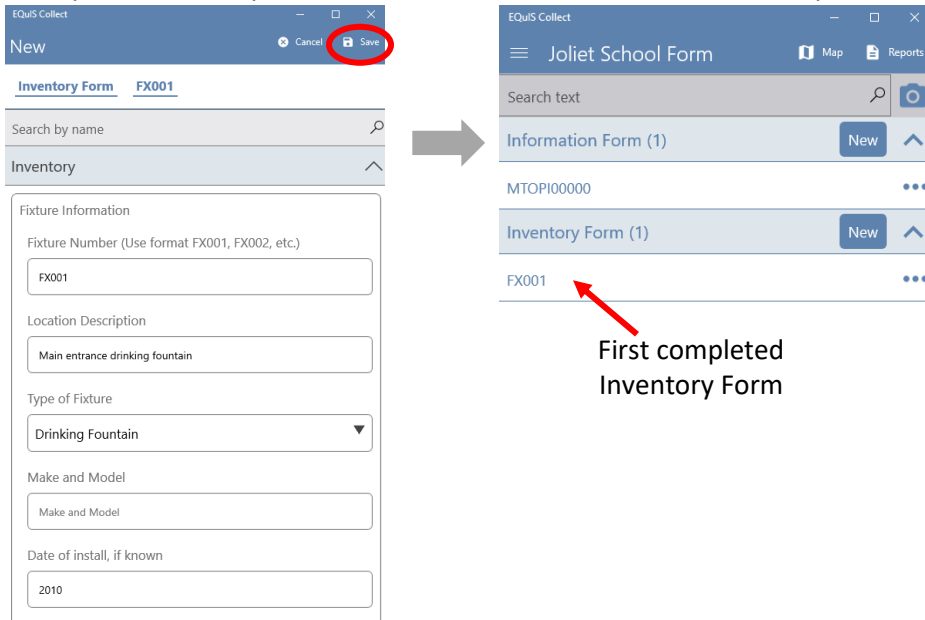 EQuIS Collect
New
Cancel
Save
Inventory Form FX001
Search by name
Inventory
Fixture Information
Fixture Number (Use format FX001, FX002, etc.)
FX001
Location Description
Main entrance drinking fountain
Type of Fixture
Drinking Fountain
Make and Model
Make and Model
Date of install, if known
2010
EQuIS Collect
Joliet School Form
Map
Reports
Search text
Information Form (1)
New
MTOPI00000
Inventory Form (1)
New
FX001
First completed
Inventory Form